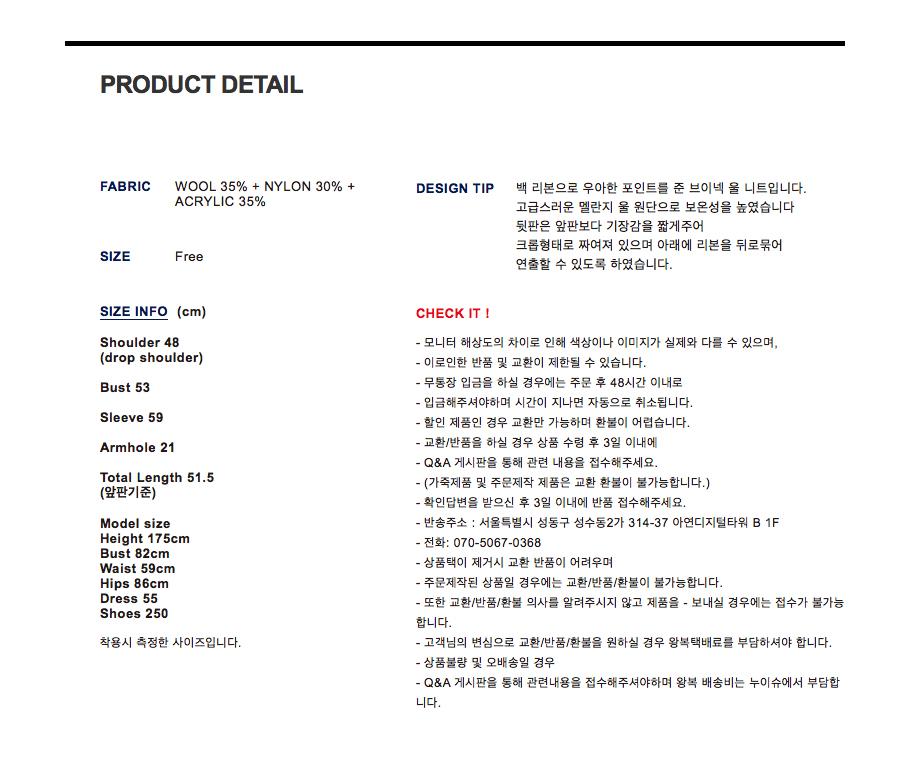 PRODUCT DETAIL
FABRIC WOOL 35% + NYLON 30% +
ACRYLIC 35%
SIZE Free
SIZE INFO (cm)
Shoulder 48
(drop shoulder)
Bust 53
Sleeve 59
Armhole 21
Total Length 51.5
(앞판기준)
Model size
Height 175cm
Bust 82cm
Waist 59cm
Hips 86cm
Dress 55
Shoes 250
착용시 측정한 사이즈입니다.
DESIGN TIP 백 리본으로 우아한 포인트를 준 브이넥 울 니트입니다.
고급스러운 멜란지 울 원단으로 보온성을 높였습니다
뒷판은 앞판보다 기장감을 짧게주어
크롭형태로 짜여져 있으며 아래에 리본을 뒤로묶어
연출할 수 있도록 하였습니다.
CHECK IT !
- 모니터 해상도의 차이로 인해 색상이나 이미지가 실제와 다를 수 있으며,
- 이로인한 반품 및 교환이 제한될 수 있습니다.
- 무통장 입금을 하실 경우에는 주문 후 48시간 이내로
- 입금해주셔야하며 시간이 지나면 자동으로 취소됩니다.
- 할인 제품인 경우 교환만 가능하며 환불이 어렵습니다.
- 교환/반품을 하실 경우 상품 수령 후 3일 이내에
- Q&A 게시판을 통해 관련 내용을 접수해주세요.
- (가죽제품 및 주문제작 제품은 교환 환불이 불가능합니다.)
- 확인답변을 받으신 후 3일 이내에 반품 접수해주세요.
- 반송주소 : 서울특별시 성동구 성수동2가 314-37 아연디지털타워 B 1F
- 전화: 070-5067-0368
- 상품택이 제거시 교환 반품이 어려우며
- 주문제작된 상품일 경우에는 교환/반품/환불이 불가능합니다.
- 또한 교환/반품/환불 의사를 알려주시지 않고 제품을 - 보내실 경우에는 접수가 불가능
합니다.
- 고객님의 변심으로 교환/반품/환불을 원하실 경우 왕복택배료를 부담하셔야 합니다.
- 상품불량 및 오배송일 경우
- Q&A 게시판을 통해 관련내용을 접수해주셔야하며 왕복 배송비는 누이슈에서 부담합
니다.